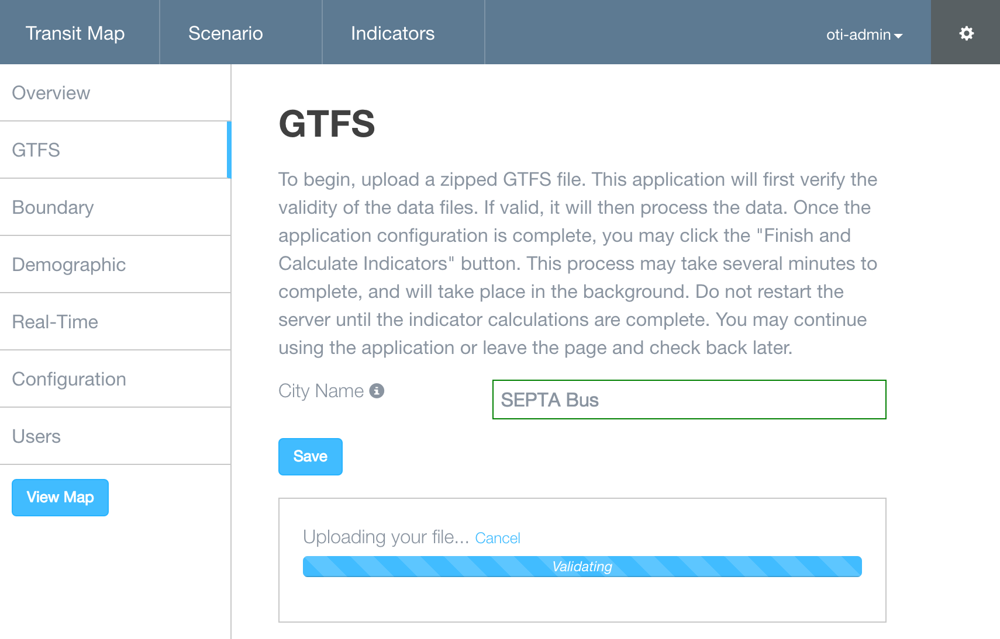 Transit Map
Scenario
Indicators
oti-admin
Overview
GTFS
Boundary
Demographic
Real-Time
Configuration
Users
View Map
GTFS
To begin, upload a zipped GTFS file. This application will first verify the
validity of the data files. If valid, it will then process the data. Once the
application configuration is complete, you may click the "Finish and
Calculate Indicators" button. This process may take several minutes to
complete, and will take place in the background. Do not restart the
server until the indicator calculations are complete. You may continue
using the application or leave the page and check back later.
City Name
SEPTA Bus
Save
Uploading your file... Cancel
Validating